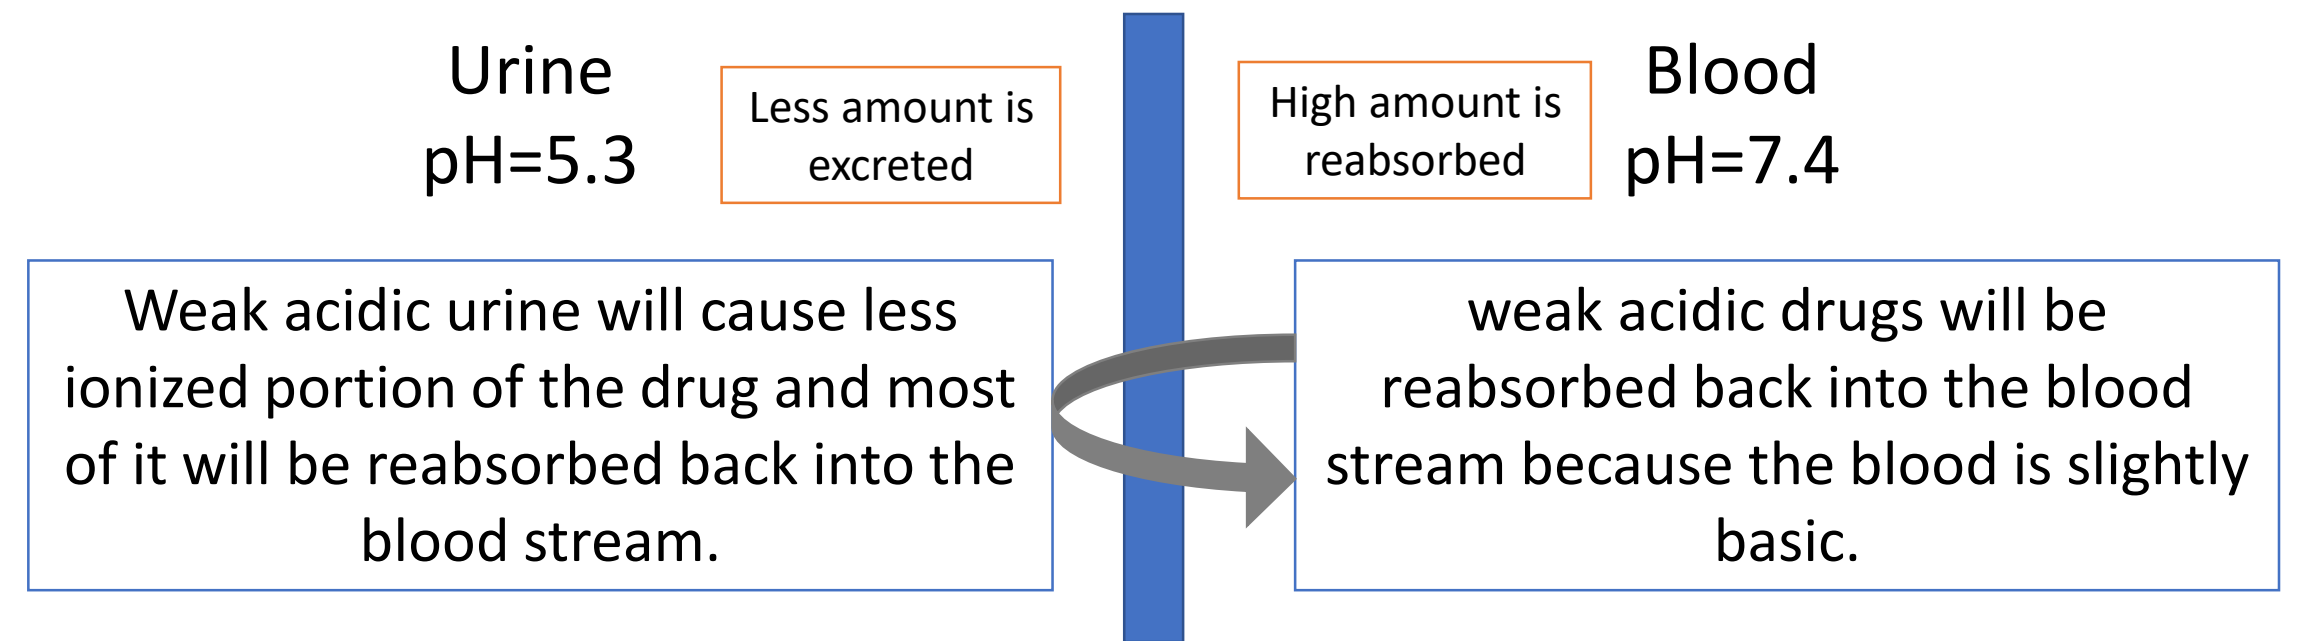 Urine
pH=5.3
Less amount is
excreted
High amount is
reabsorbed
Blood
pH=7.4
Weak acidic urine will cause less
ionized portion of the drug and most
of it will be reabsorbed back into the
blood stream.
weak acidic drugs will be
reabsorbed back into the blood
stream because the blood is slightly
basic.